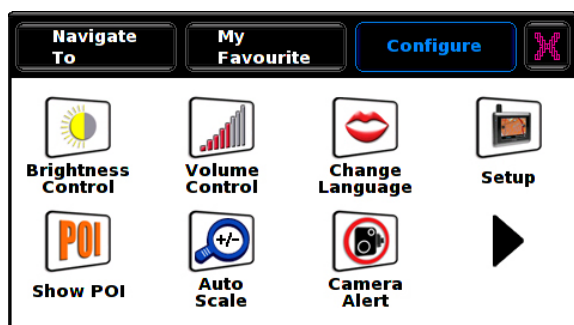 Navigate To
My Favourite
Configure
Brightness Control
Volume Control
Change Language
Setup
POI
Show POI
+/-
Auto Scale
Camera Alert